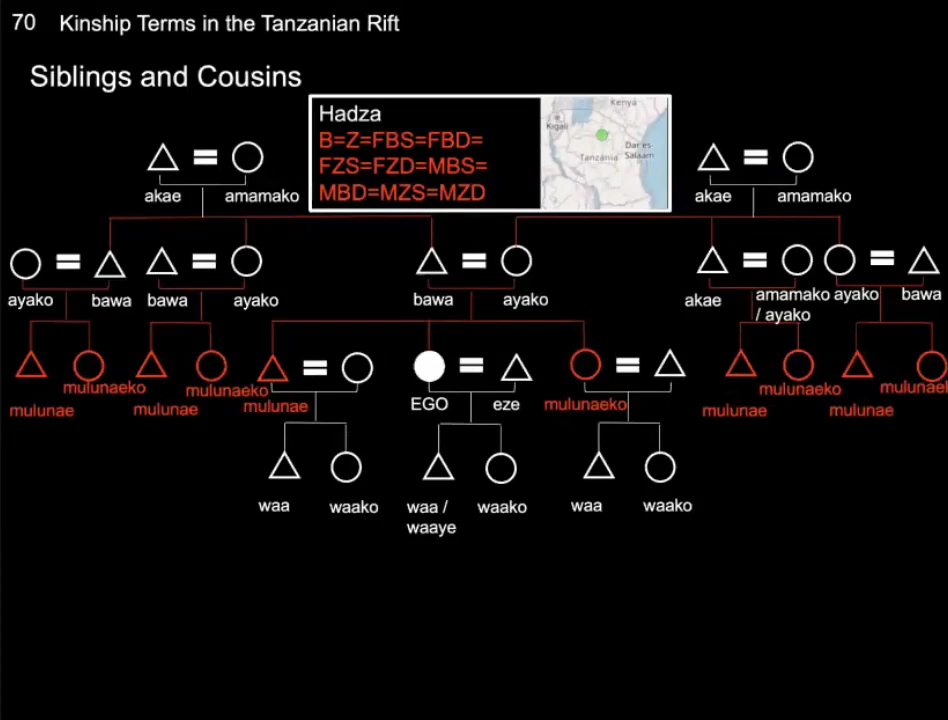 70 Kinship Terms in the Tanzanian Rift
Siblings and Cousins
Hadza
B=Z=FBS=FBD=
FZS=FZD=MBS=
MBD=MZS=MZD
Kenya
Kigali
Dar es
Salaam
Tanzania
akae amamako akae amamako
ayako bawa bawa ayako bawa ayako akae amamako / ayako ayako bawa
mulunae mulunaeko mulunae mulunaeko mulunae EGO eze mulunaeko mulunae mulunaeko mulunae mulunael
waa waako waa / waaye waako waa waako